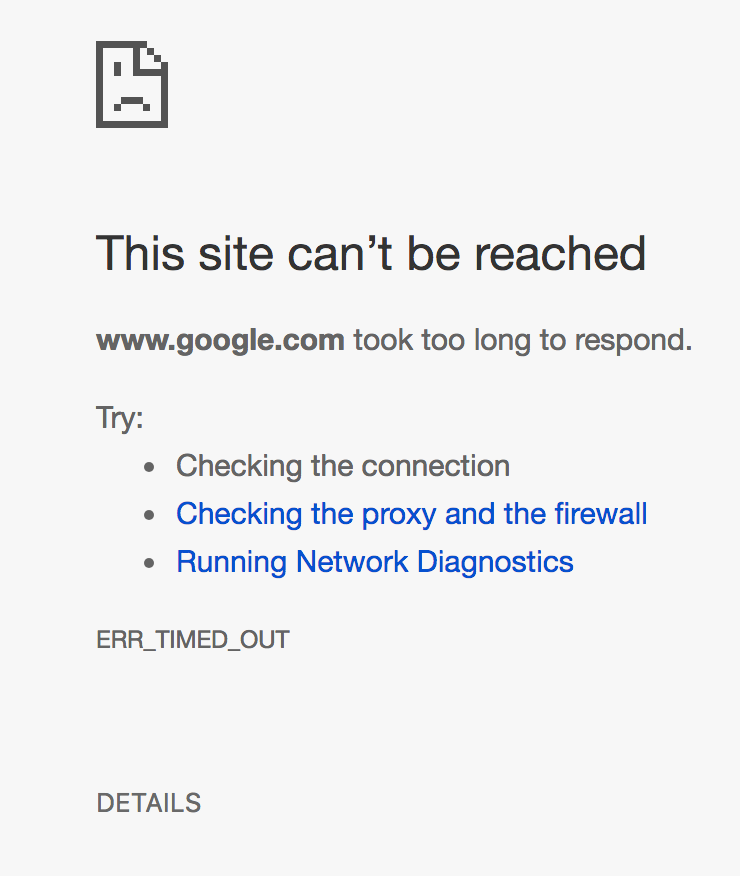 This site can’t be reached
www.google.com took too long to respond.
Try:
• Checking the connection
• Checking the proxy and the firewall
• Running Network Diagnostics
ERR_TIMED_OUT
DETAILS